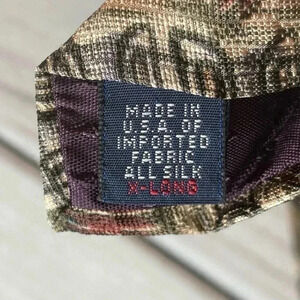 MADE IN
U.S.A. OF
IMPORTED
FABRIC
ALL SILK
X-LONG